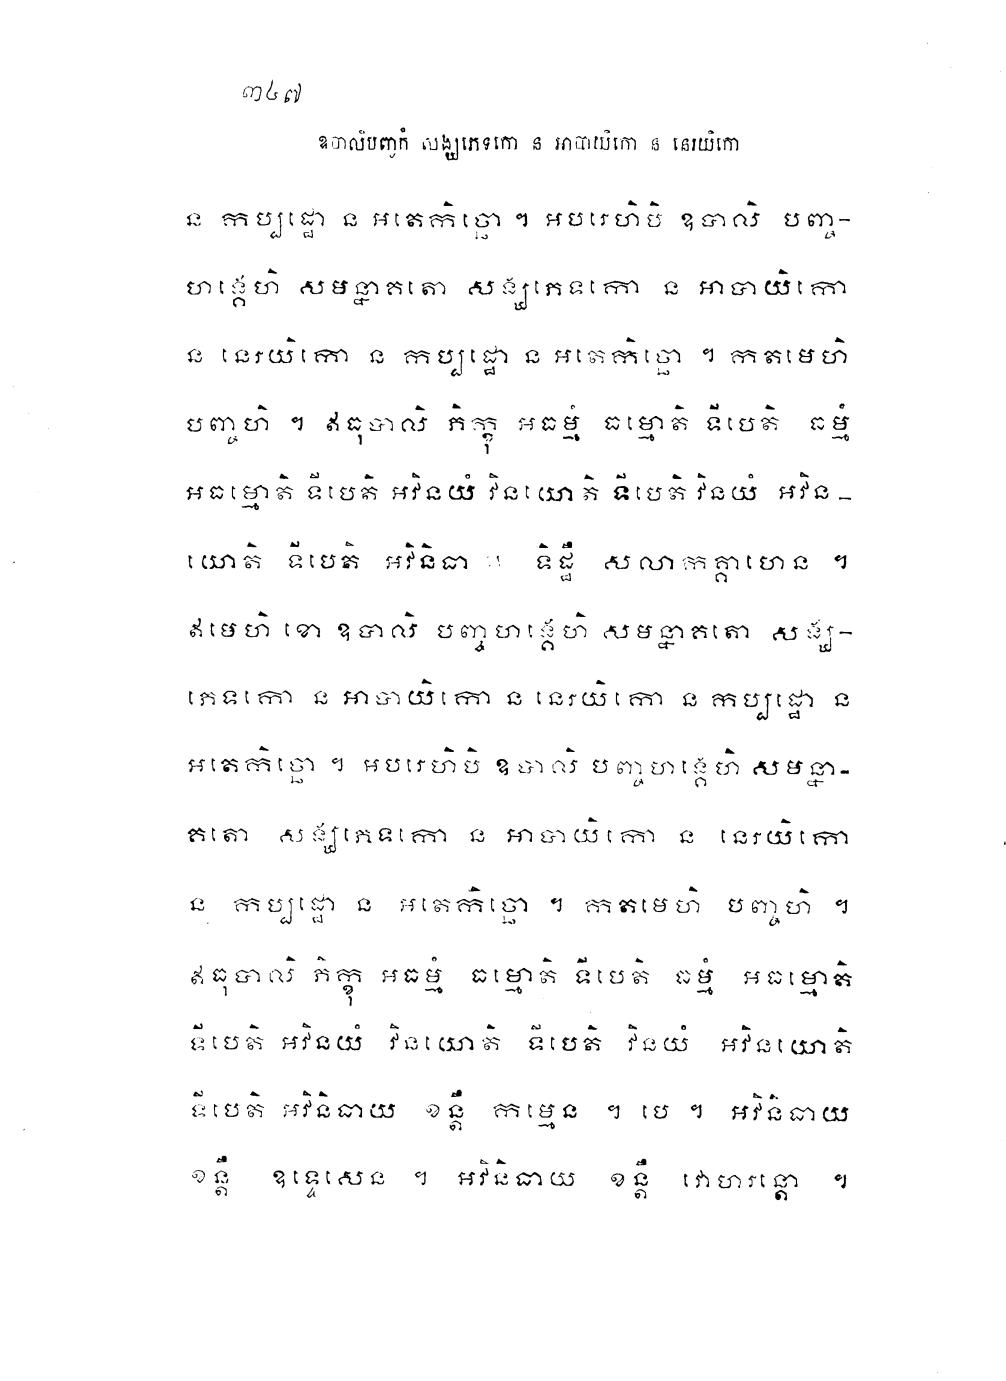 ៣៤៧
ឧបាលិបញ្ចកំ សង្ឃភេទកោ ន អាបាយិកោ ន នេរយិកោ
ន កប្បដ្ឋោ ន អតេកិច្ឆោ ។ អបរេហិបិ ឧបាលិ បញ្ច-
ហង្គេហិ សមន្នាគតោ សង្ឃភេទកោ ន អាបាយិកោ
ន នេរយិកោ ន កប្បដ្ឋោ ន អតេកិច្ឆោ ។ កតមេហិ
បញ្ចហិ ។ ឥធុបាលិ ភិក្ខុ អធម្មំ ធម្មោតិ ទីបេតិ ធម្មំ
អធម្មោតិ ទីបេតិ អវិនយំ វិនយោតិ ទីបេតិ វិនយំ អវិន-
យោតិ ទីបេតិ អវិនិធា ទិដ្ឋឹ សលាកត្តាហេន ។
ឥមេហិ ខោ ឧបាលិ បញ្ចហង្គេហិ សមន្នាគតោ សង្ឃ-
ភេទកោ ន អាបាយិកោ ន នេរយិកោ ន កប្បដ្ឋោ ន
អតេកិច្ឆោ ។ អបរេហិបិ ឧបាលិ បញ្ចហង្គេហិ សមន្នា-
គតោ សង្ឃភេទកោ ន អាបាយិកោ ន នេរយិកោ
ន កប្បដ្ឋោ ន អតេកិច្ឆោ ។ កតមេហិ បញ្ចហិ ។
ឥធុបាលិ ភិក្ខុ អធម្មំ ធម្មោតិ ទីបេតិ ធម្មំ អធម្មោតិ
ទីបេតិ អវិនយំ វិនយោតិ ទីបេតិ វិនយំ អវិនយោតិ
ទីបេតិ អវិនិធាយ ខន្តឹ កម្មេន ។ បេ ។ អវិនិធាយ
ខន្តឹ ឧទ្ទេសេន ។ អវិនិធាយ ខន្តឹ វោហរន្តោ ។